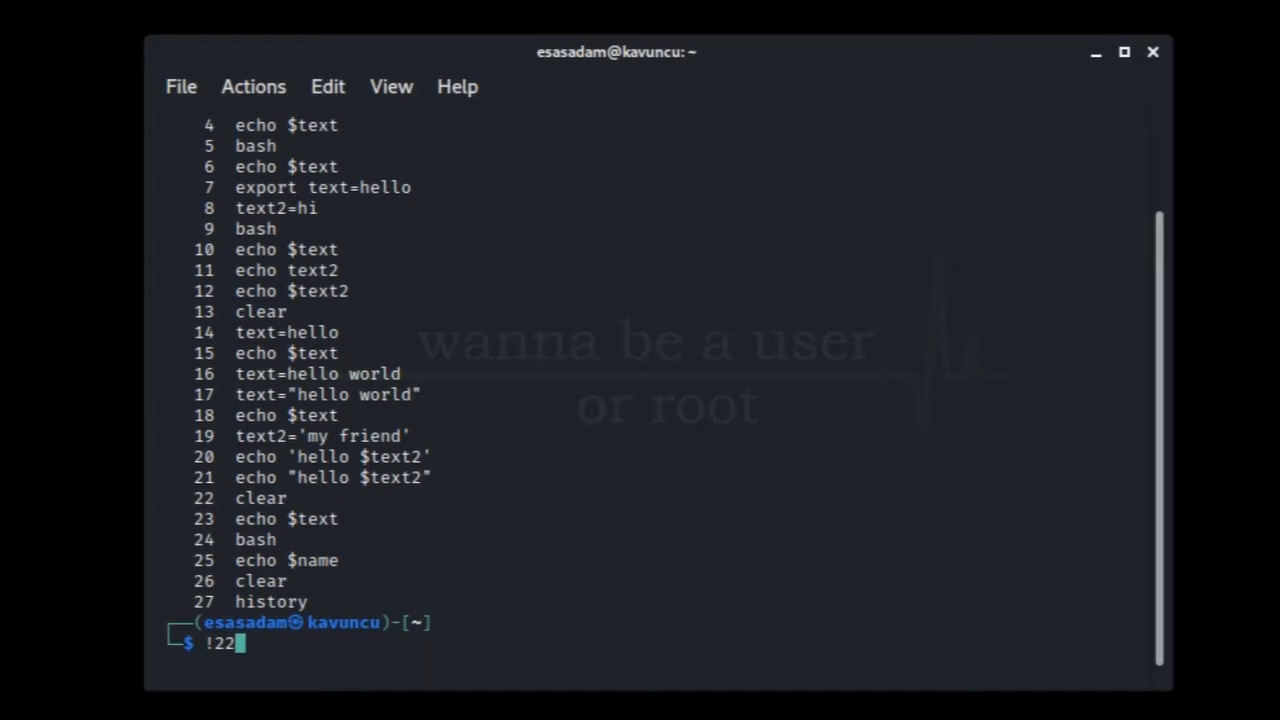 esasadam@kavuncu: ~
File Actions Edit View Help
4 echo $text
5 bash
6 echo $text
7 export text=hello
8 text2=hi
9 bash
10 echo $text
11 echo text2
12 echo $text2
13 clear
14 text=hello
15 echo $text
16 text=hello world
17 text="hello world"
18 echo $text
19 text2='my friend'
20 echo 'hello $text2'
21 echo "hello $text2"
22 clear
23 echo $text
24 bash
25 echo $name
26 clear
27 history
┌──(esasadam㉿kavuncu)-[~]
└─$ !22
wanna be a user
or root